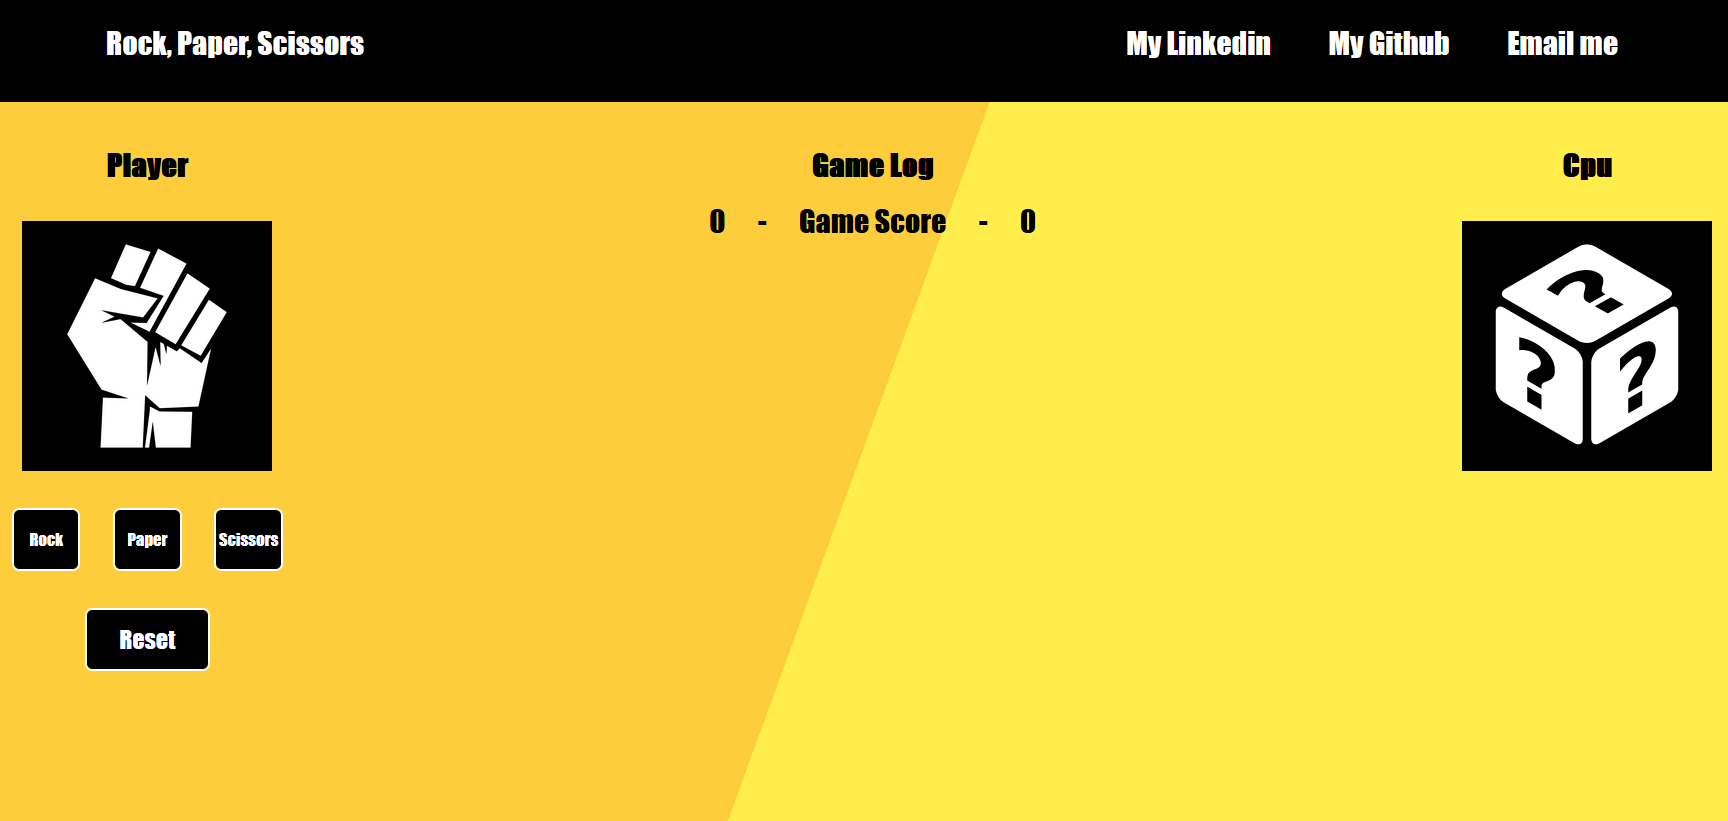 Rock, Paper, Scissors My Linkedin My Github Email me
Player Game Log Cpu
0 - Game Score - 0
? ? ?
Rock Paper Scissors
Reset